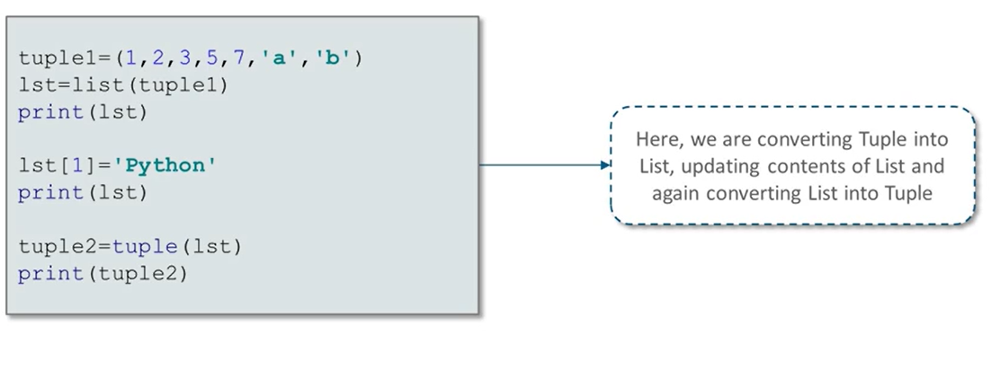 tuple1=(1,2,3,5,7,'a','b')
lst=list(tuple1)
print(lst)
lst[1]='Python'
print(lst)
tuple2=tuple(lst)
print(tuple2)
Here, we are converting Tuple into
List, updating contents of List and
again converting List into Tuple